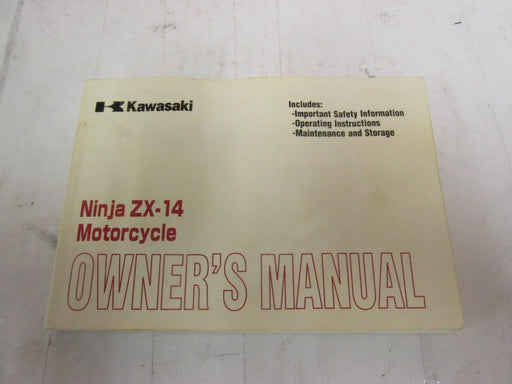 Kawasaki
Includes:
-Important Safety Information
-Operating Instructions
-Maintenance and Storage
Ninja ZX-14
Motorcycle
OWNER'S MANUAL